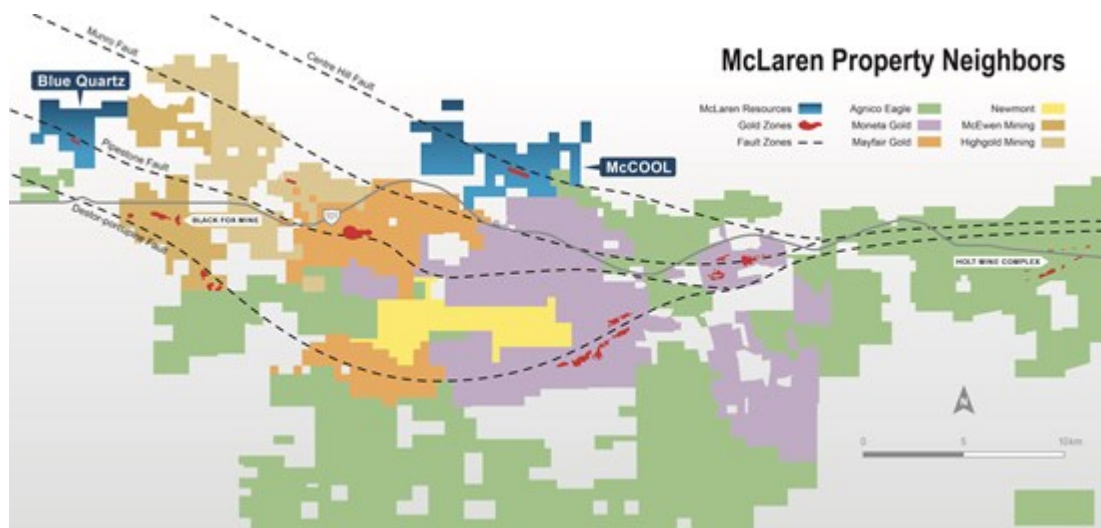 McLaren Property Neighbors
McLaren Resources
Gold Zones
Fault Zones
Agnico Eagle
Moneta Gold
Mayfair Gold
Newmont
McEwen Mining
Highgold Mining
Munro Fault
Centre Hill Fault
Blue Quartz
Pipestone Fault
McCOOL
Destor-porcupine Fault
BLACK FOX MINE
101
HOLT MINE COMPLEX
N
0 5 10km